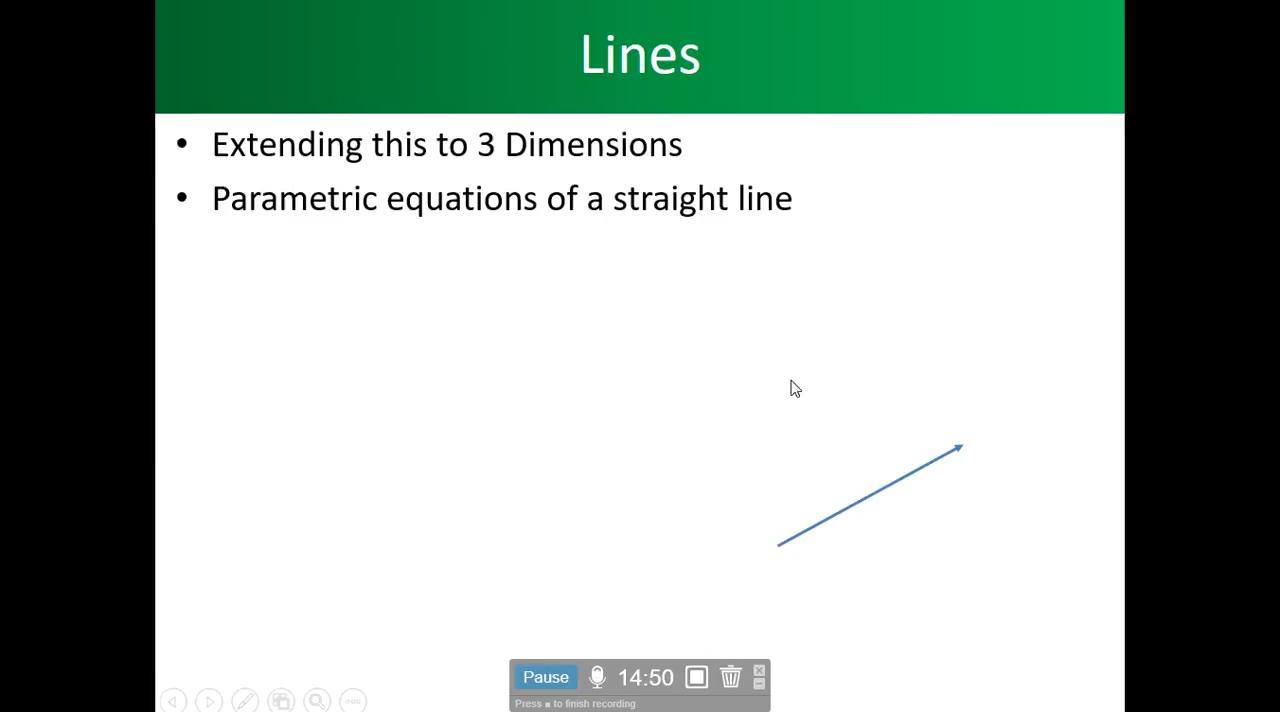 Lines
• Extending this to 3 Dimensions
• Parametric equations of a straight line
Pause 14:50
Press ■ to finish recording